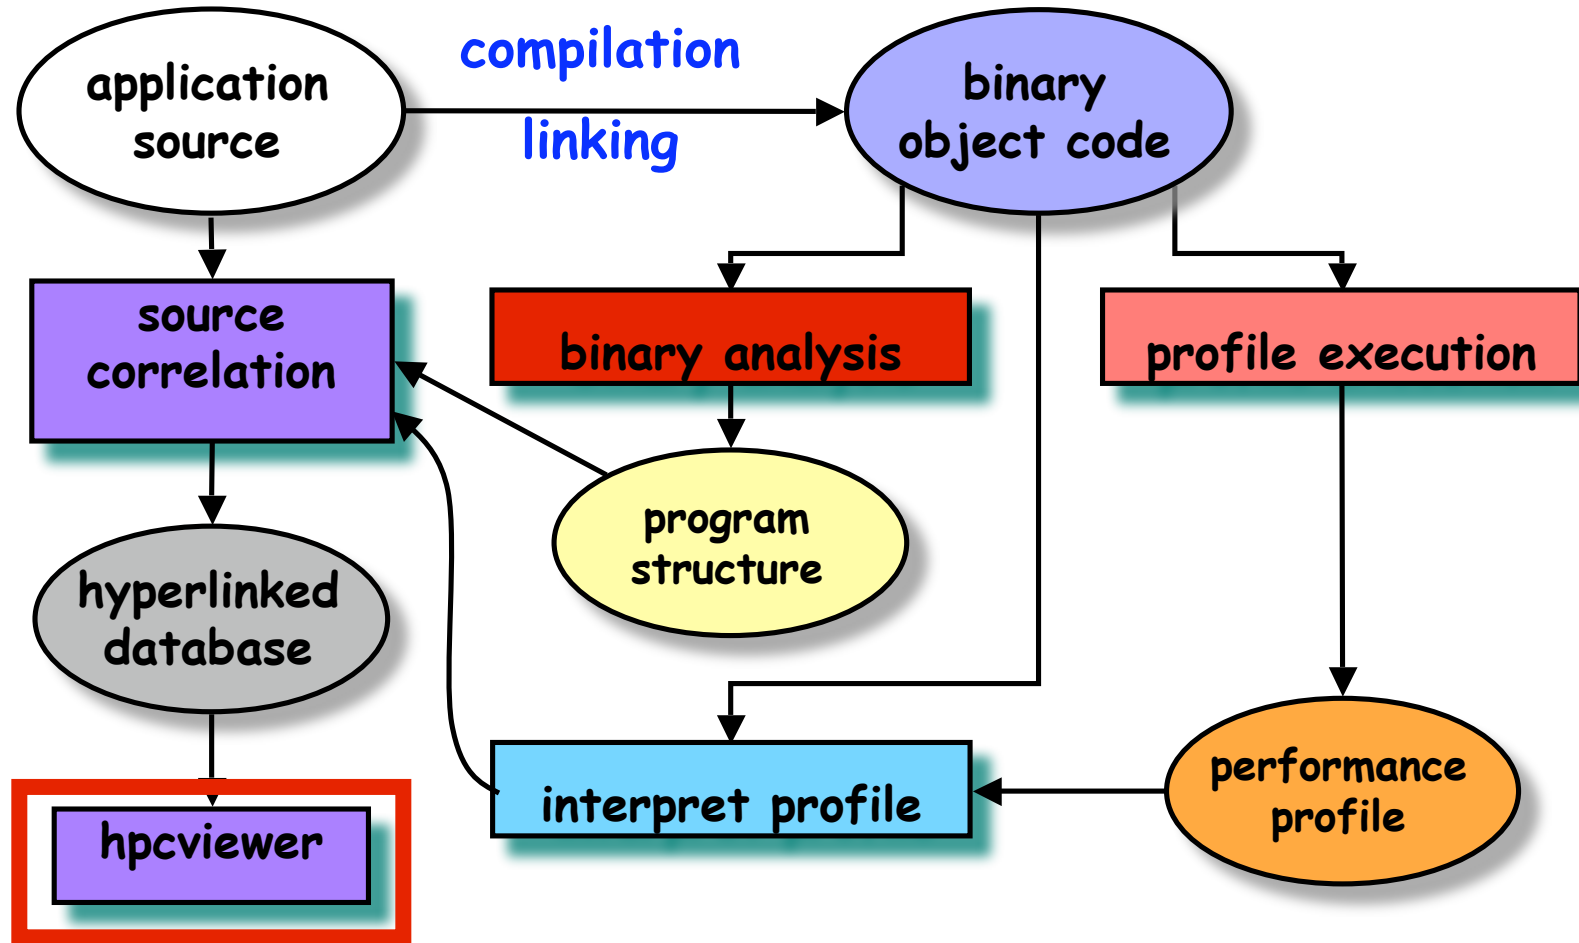 application
source
compilation
linking
binary
object code
source
correlation
binary analysis
profile execution
program
structure
hyperlinked
database
hpcviewer
interpret profile
performance
profile